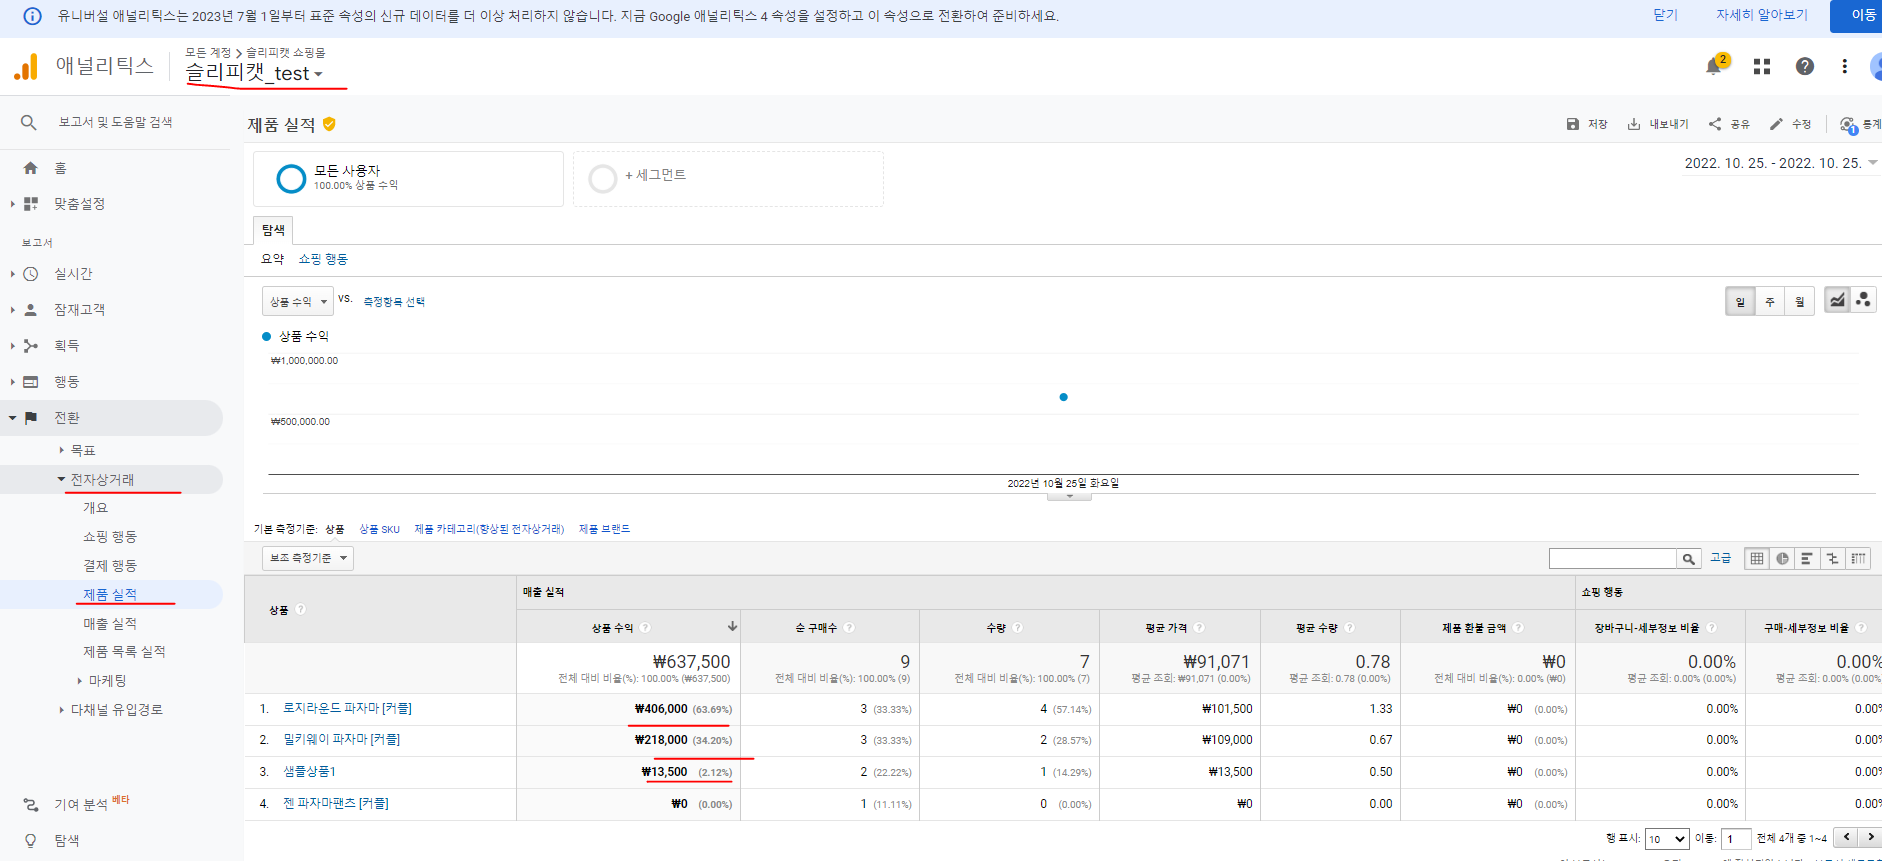 유니버설 애널리틱스는 2023년 7월 1일부터 표준 속성의 신규 데이터를 더 이상 처리하지 않습니다. 지금 Google 애널리틱스 4 속성을 설정하고 이 속성으로 전환하여 준비하세요. 닫기 자세히 알아보기 이동
모든 계정 > 슬리피캣 쇼핑몰
애널리틱스 슬리피캣_test 2
보고서 및 도움말 검색
제품 실적 저장 내보내기 공유 수정 1 통계
모든 사용자
100.00% 상품 수익
+ 세그먼트
2022. 10. 25. - 2022. 10. 25.
홈
맞춤설정
보고서
실시간
잠재고객
획득
행동
전환
목표
전자상거래
개요
쇼핑 행동
결제 행동
제품 실적
매출 실적
제품 목록 실적
마케팅
다채널 유입경로
기여 분석 베타
탐색
탐색
요약 쇼핑 행동
상품 수익 vs. 측정항목 선택 일 주 월
상품 수익
₩1,000,000.00
₩500,000.00
2022년 10월 25일 화요일
기본 측정기준: 상품 상품 SKU 제품 카테고리(향상된 전자상거래) 제품 브랜드
보조 측정기준 고급
상품 매출 실적 쇼핑 행동
상품 수익 순 구매수 수량 평균 가격 평균 수량 제품 환불 금액 장바구니-세부정보 비율 구매-세부정보 비율
₩637,500 9 7 ₩91,071 0.78 ₩0 0.00% 0.00%
전체 대비 비율(%): 100.00% (₩637,500) 전체 대비 비율(%): 100.00% (9) 전체 대비 비율(%): 100.00% (7) 평균 조회: ₩91,071 (0.00%) 평균 조회: 0.78 (0.00%) 전체 대비 비율(%): 0.00% (₩0) 평균 조회: 0.00% (0.00%) 평균 조회: 0.00% (0.00%
1. 로지라운드 파자마 [커플] ₩406,000 (63.69%) 3 (33.33%) 4 (57.14%) ₩101,500 1.33 ₩0 (0.00%) 0.00% 0.00%
2. 밀키웨이 파자마 [커플] ₩218,000 (34.20%) 3 (33.33%) 2 (28.57%) ₩109,000 0.67 ₩0 (0.00%) 0.00% 0.00%
3. 샘플상품1 ₩13,500 (2.12%) 2 (22.22%) 1 (14.29%) ₩13,500 0.50 ₩0 (0.00%) 0.00% 0.00%
4. 젠 파자마팬츠 [커플] ₩0 (0.00%) 1 (11.11%) 0 (0.00%) ₩0 0.00 ₩0 (0.00%) 0.00% 0.00%
행 표시: 10 이동: 1 전체 4개 중 1~4